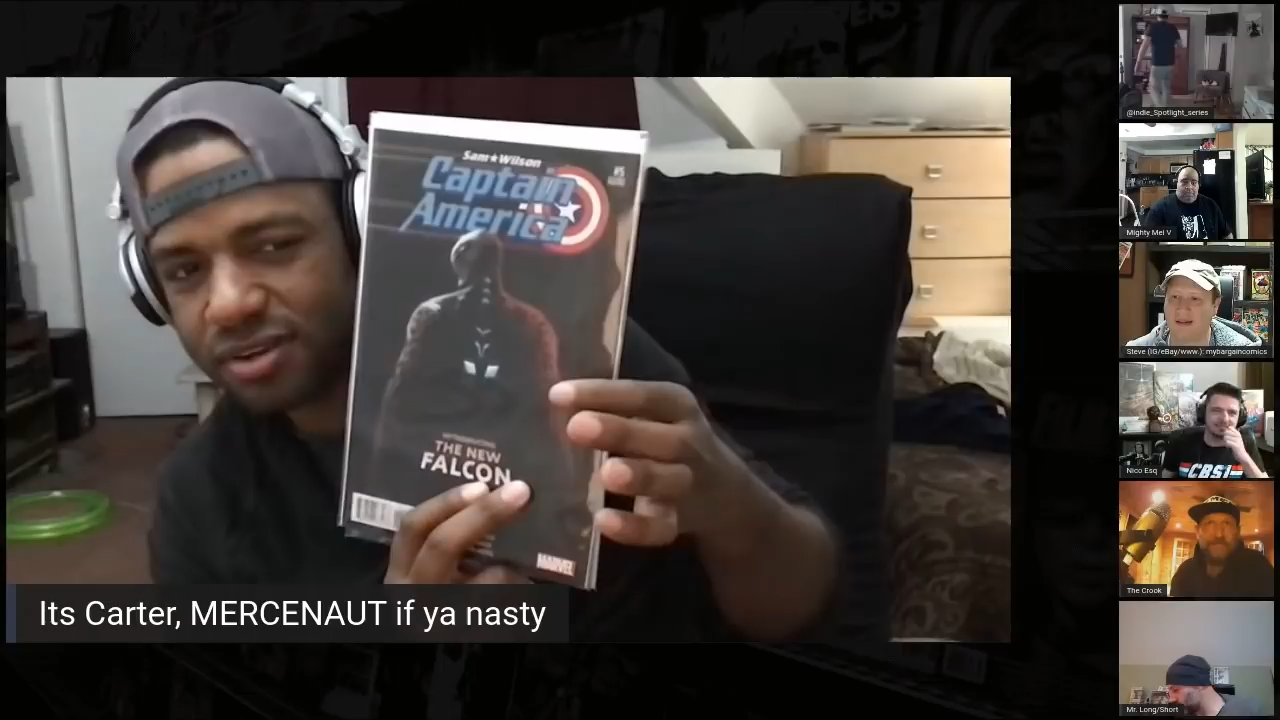 Sam★Wilson
Captain
America
#5
THE NEW
FALCON
MARVEL
Its Carter, MERCENAUT if ya nasty
@indie_Spotlight_series
Mighty Mel V
Steve (IG/eBay/www.): mybargaincomics
Nico Esq
CBSI
The Crook
Mr. Long/Short